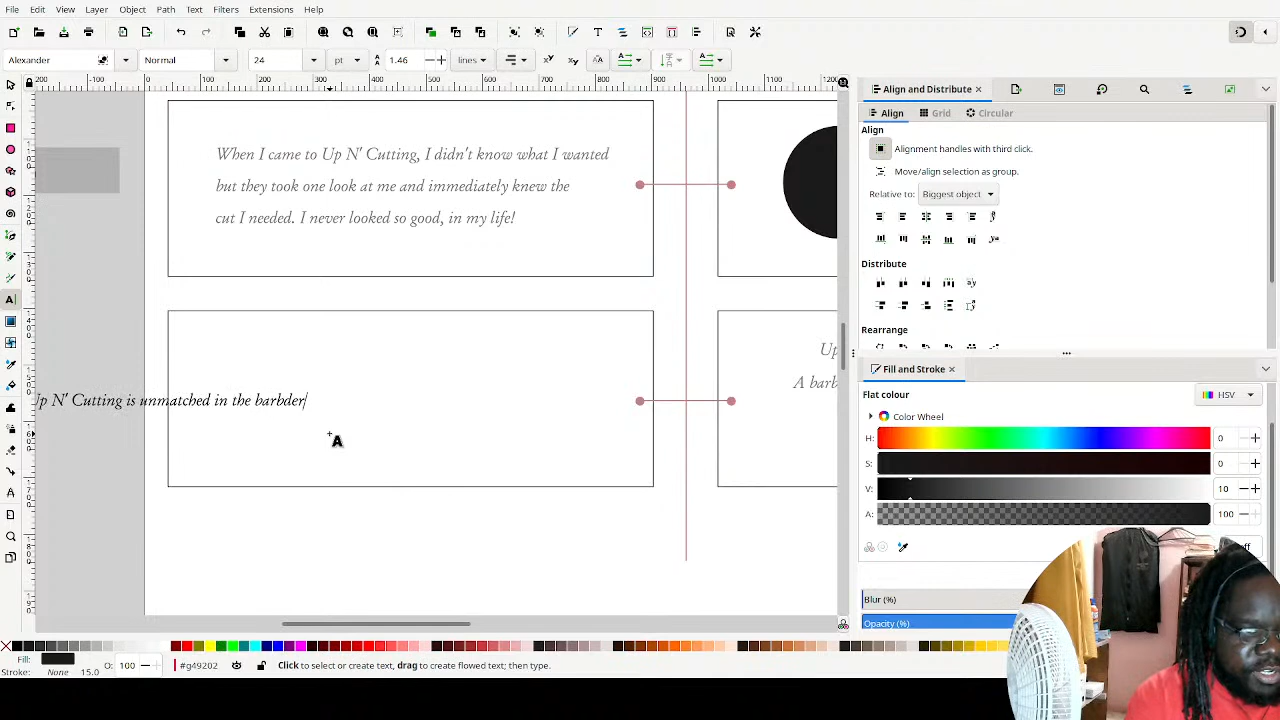 File Edit View Layer Object Path Text Filters Extensions Help
Alexander Normal 24 pt 1.46 lines
Align and Distribute
Align Grid Circular
Align
Alignment handles with third click.
Move/align selection as group.
Relative to: Biggest object
Distribute
Rearrange
When I came to Up N' Cutting, I didn't know what I wanted
but they took one look at me and immediately knew the
cut I needed. I never looked so good, in my life!
Up N' Cutting is unmatched in the barbder
Up
A barb
Fill and Stroke
Flat colour HSV
Color Wheel
H: 0
S: 0
V: 10
A: 100
Blur (%)
Opacity (%)
Fill:
Stroke: None 15.0
O: 100
#g49202
Click to select or create text, drag to create flowed text; then type.